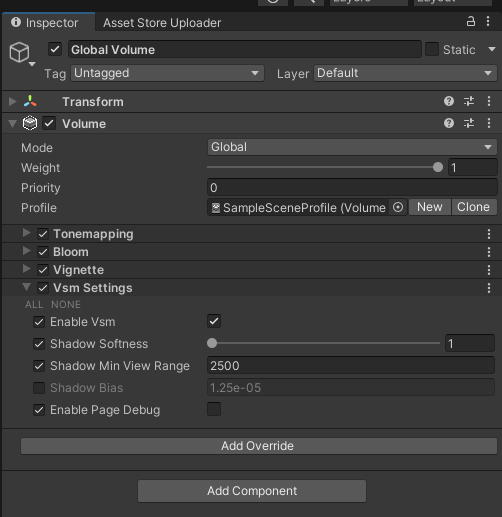 Layers Layout
Inspector Asset Store Uploader
Global Volume Static
Tag Untagged Layer Default
Transform
Volume
Mode Global
Weight 1
Priority 0
Profile SampleSceneProfile (Volume New Clone
Tonemapping
Bloom
Vignette
Vsm Settings
ALL NONE
Enable Vsm
Shadow Softness 1
Shadow Min View Range 2500
Shadow Bias 1.25e-05
Enable Page Debug
Add Override
Add Component